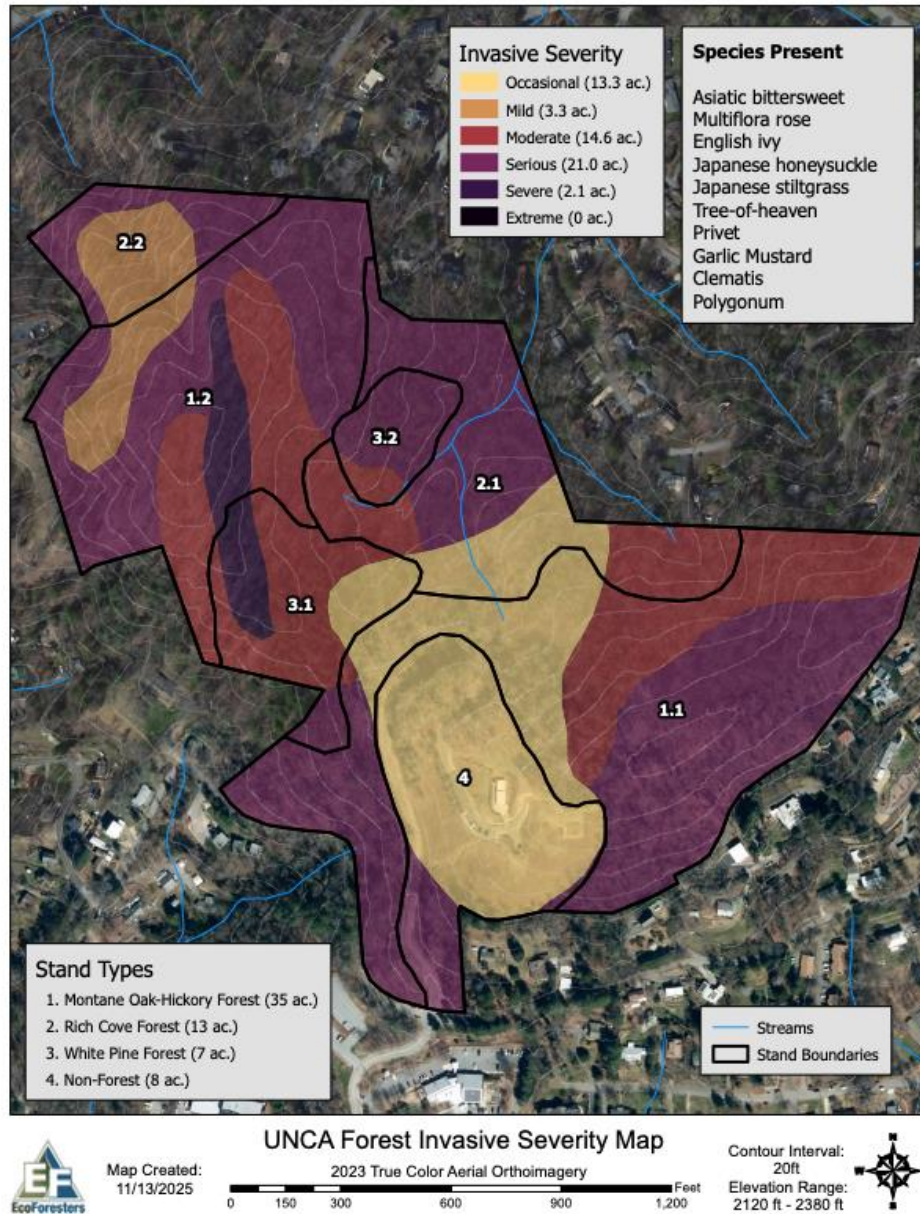 Invasive Severity
Occasional (13.3 ac.)
Mild (3.3 ac.)
Moderate (14.6 ac.)
Serious (21.0 ac.)
Severe (2.1 ac.)
Extreme (0 ac.)
Species Present
Asiatic bittersweet
Multiflora rose
English ivy
Japanese honeysuckle
Japanese stiltgrass
Tree-of-heaven
Privet
Garlic Mustard
Clematis
Polygonum
2.2
1.2
3.2
2.1
3.1
1.1
4
Stand Types
1. Montane Oak-Hickory Forest (35 ac.)
2. Rich Cove Forest (13 ac.)
3. White Pine Forest (7 ac.)
4. Non-Forest (8 ac.)
Streams
Stand Boundaries
EF
EcoForesters
Map Created:
11/13/2025
UNCA Forest Invasive Severity Map
2023 True Color Aerial Orthoimagery
0 150 300 600 900 1,200 Feet
Contour Interval:
20ft
Elevation Range:
2120 ft - 2380 ft
N
W E
S